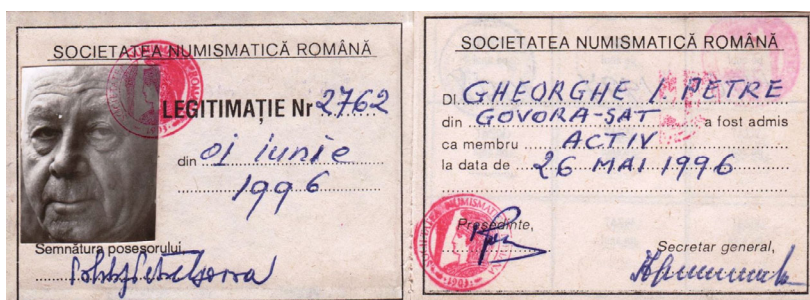 SOCIETATEA NUMISMATICĂ ROMÂNĂ
LEGITIMAȚIE Nr 2762
din 01 iunie
1996
Semnătura posesorului
SOCIETATEA NUMISMATICĂ ROMÂNĂ
Dl. GHEORGHE I. PETRE
din GOVORA-SAT a fost admis
ca membru ACTIV
la data de 26 MAI 1996
Președinte,
Secretar general,